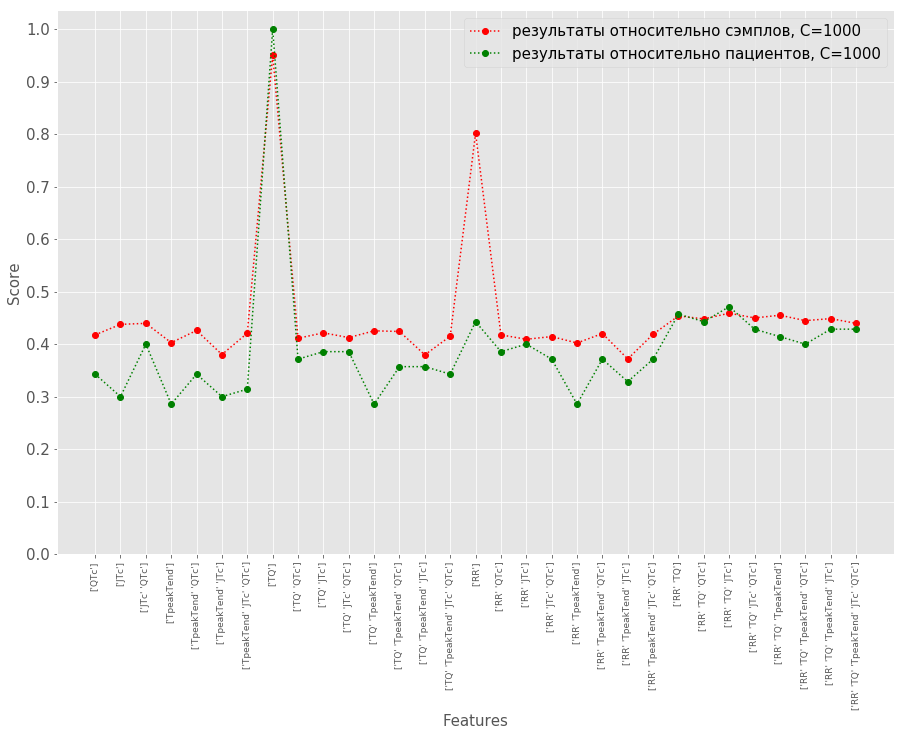 результаты относительно сэмплов, C=1000
результаты относительно пациентов, C=1000
1.0
0.9
0.8
0.7
0.6
0.5
0.4
0.3
0.2
0.1
0.0
Score
['QTc']
['JTc']
['JTc' 'QTc']
['TpeakTend']
['TpeakTend' 'QTc']
['TpeakTend' 'JTc']
['TpeakTend' 'JTc' 'QTc']
['TQ']
['TQ' 'QTc']
['TQ' 'JTc']
['TQ' 'JTc' 'QTc']
['TQ' 'TpeakTend']
['TQ' 'TpeakTend' 'QTc']
['TQ' 'TpeakTend' 'JTc']
['TQ' 'TpeakTend' 'JTc' 'QTc']
['RR']
['RR' 'QTc']
['RR' 'JTc']
['RR' 'JTc' 'QTc']
['RR' 'TpeakTend']
['RR' 'TpeakTend' 'QTc']
['RR' 'TpeakTend' 'JTc']
['RR' 'TpeakTend' 'JTc' 'QTc']
['RR' 'TQ']
['RR' 'TQ' 'QTc']
['RR' 'TQ' 'JTc']
['RR' 'TQ' 'JTc' 'QTc']
['RR' 'TQ' 'TpeakTend']
['RR' 'TQ' 'TpeakTend' 'QTc']
['RR' 'TQ' 'TpeakTend' 'JTc']
['RR' 'TQ' 'TpeakTend' 'JTc' 'QTc']
Features